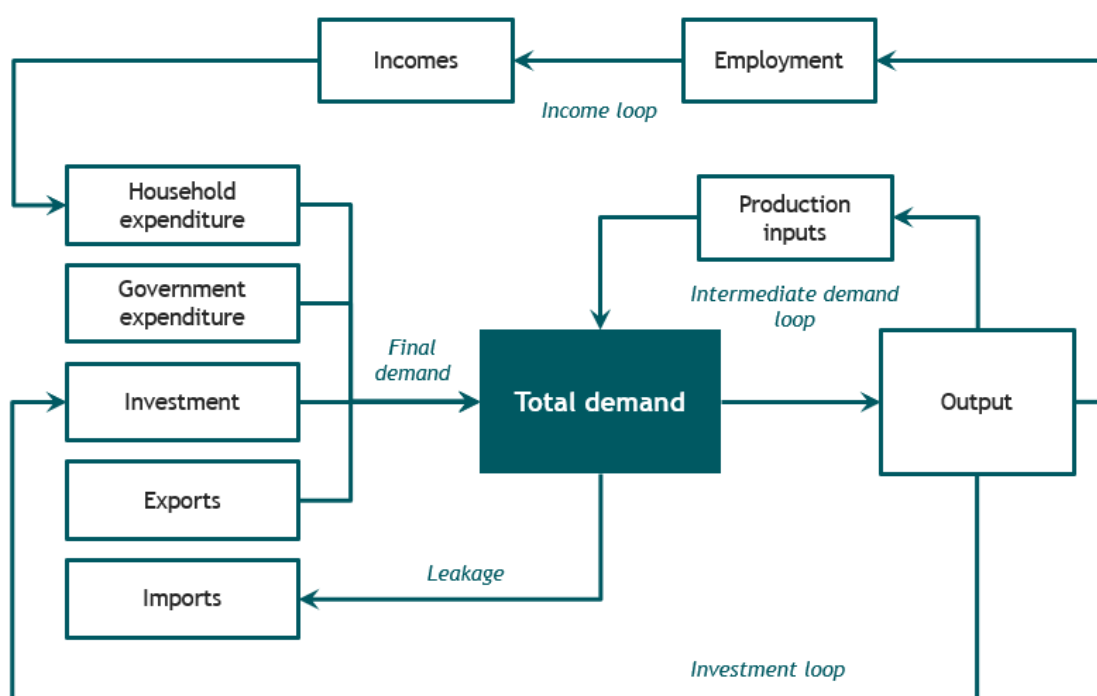 Incomes
Employment
Income loop
Household
expenditure
Production
inputs
Government
expenditure
Intermediate demand
loop
Final
demand
Investment
Total demand
Output
Exports
Leakage
Imports
Investment loop